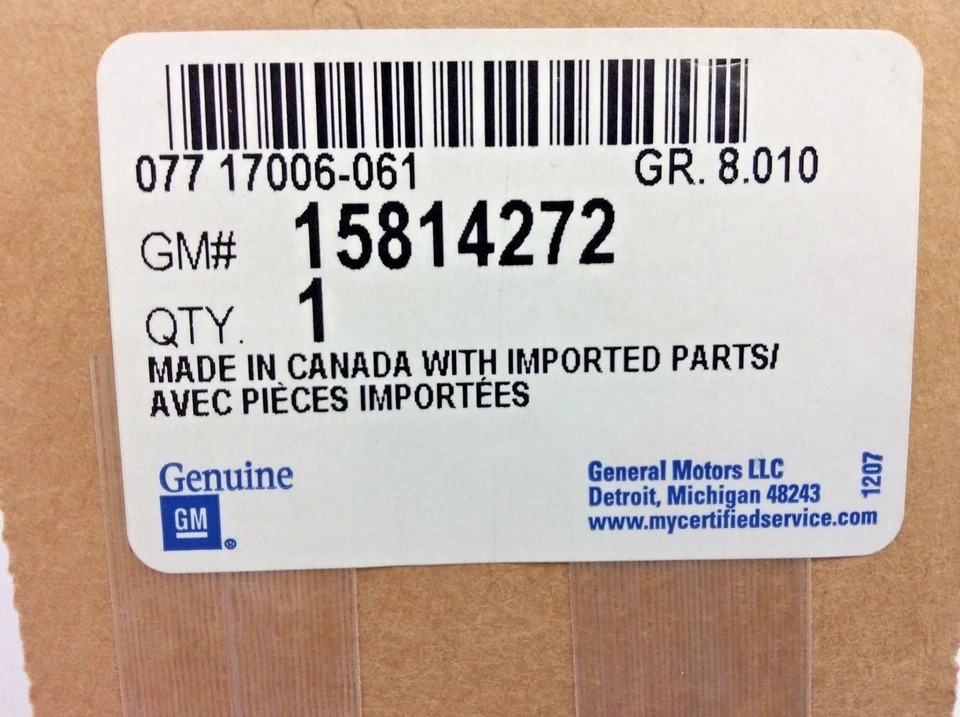 077 17006-061 GR. 8.010
GM# 15814272
QTY. 1
MADE IN CANADA WITH IMPORTED PARTS/
AVEC PIÈCES IMPORTÉES
Genuine
GM®
General Motors LLC
Detroit, Michigan 48243
www.mycertifiedservice.com
1207